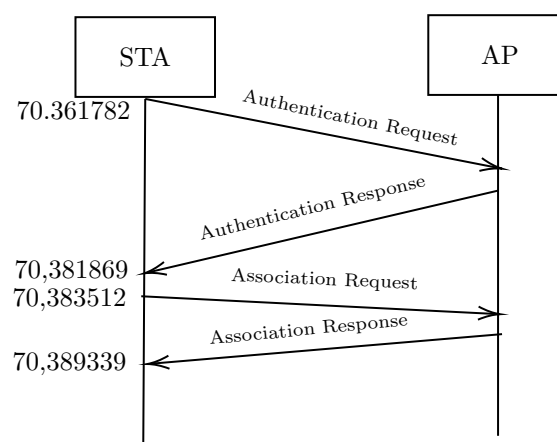 STA
AP
70.361782
Authentication Request
Authentication Response
70,381869
Association Request
70,383512
Association Response
70,389339